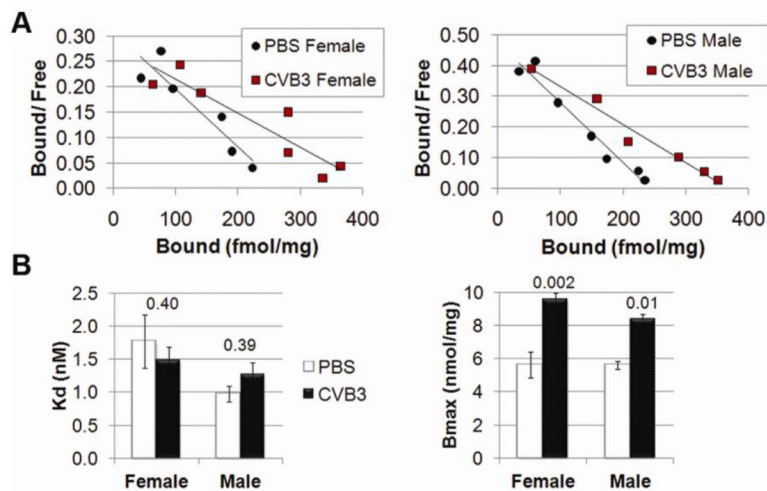 A
0.30
0.25
0.20
0.15
0.10
0.05
0.00
Bound/ Free
0
100
200
300
400
Bound (fmol/mg)
PBS Female
CVB3 Female
0.50
0.40
0.30
0.20
0.10
0.00
Bound/ Free
0
100
200
300
400
Bound (fmol/mg)
PBS Male
CVB3 Male
B
2.5
2.0
1.5
1.0
0.5
0.0
Kd (nM)
0.40
0.39
Female
Male
PBS
CVB3
10
8
6
4
2
0
Bmax (nmol/mg)
0.002
0.01
Female
Male